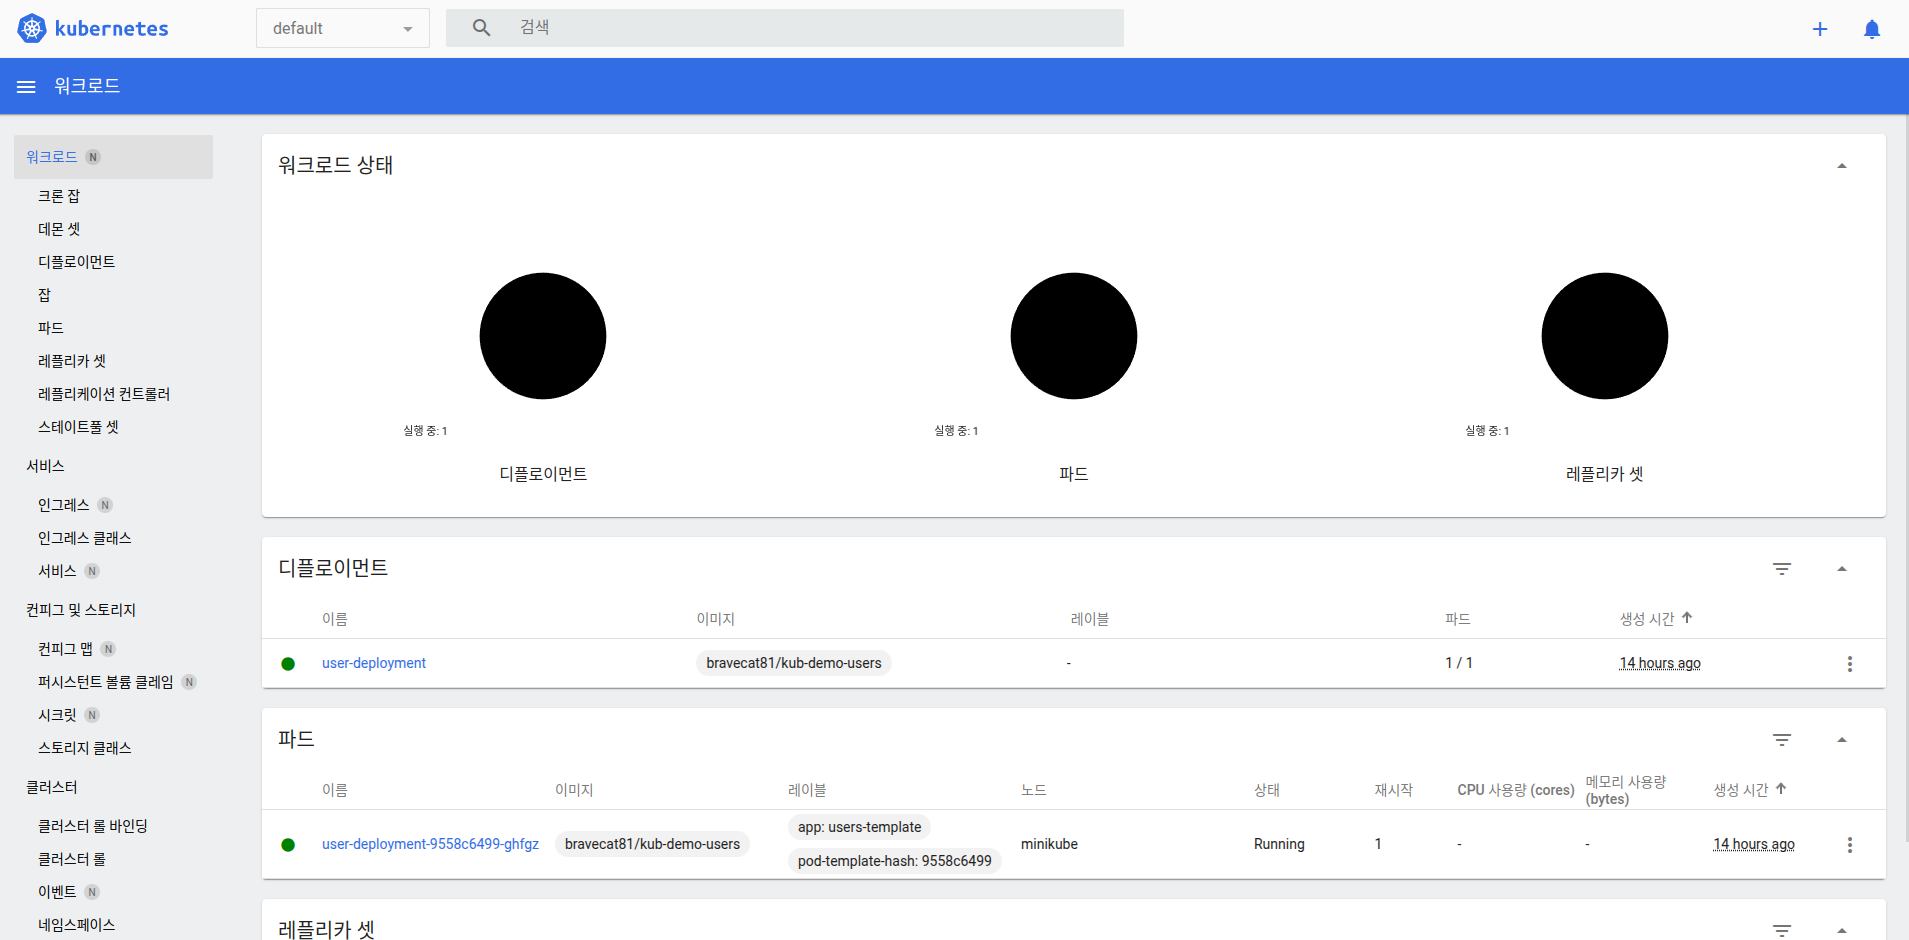 kubernetes
default
검색
워크로드
워크로드 N
크론 잡
데몬 셋
디플로이먼트
잡
파드
레플리카 셋
레플리케이션 컨트롤러
스테이트풀 셋
서비스
인그레스 N
인그레스 클래스
서비스 N
컨피그 및 스토리지
컨피그 맵 N
퍼시스턴트 볼륨 클레임 N
시크릿 N
스토리지 클래스
클러스터
클러스터 롤 바인딩
클러스터 롤
이벤트 N
네임스페이스
워크로드 상태
실행 중: 1
디플로이먼트
실행 중: 1
파드
실행 중: 1
레플리카 셋
디플로이먼트
이름 이미지 레이블 파드 생성 시간
user-deployment bravecat81/kub-demo-users - 1 / 1 14 hours ago
파드
이름 이미지 레이블 노드 상태 재시작 CPU 사용량 (cores) 메모리 사용량 (bytes) 생성 시간
user-deployment-9558c6499-ghfgz bravecat81/kub-demo-users app: users-template pod-template-hash: 9558c6499 minikube Running 1 - - 14 hours ago
레플리카 셋